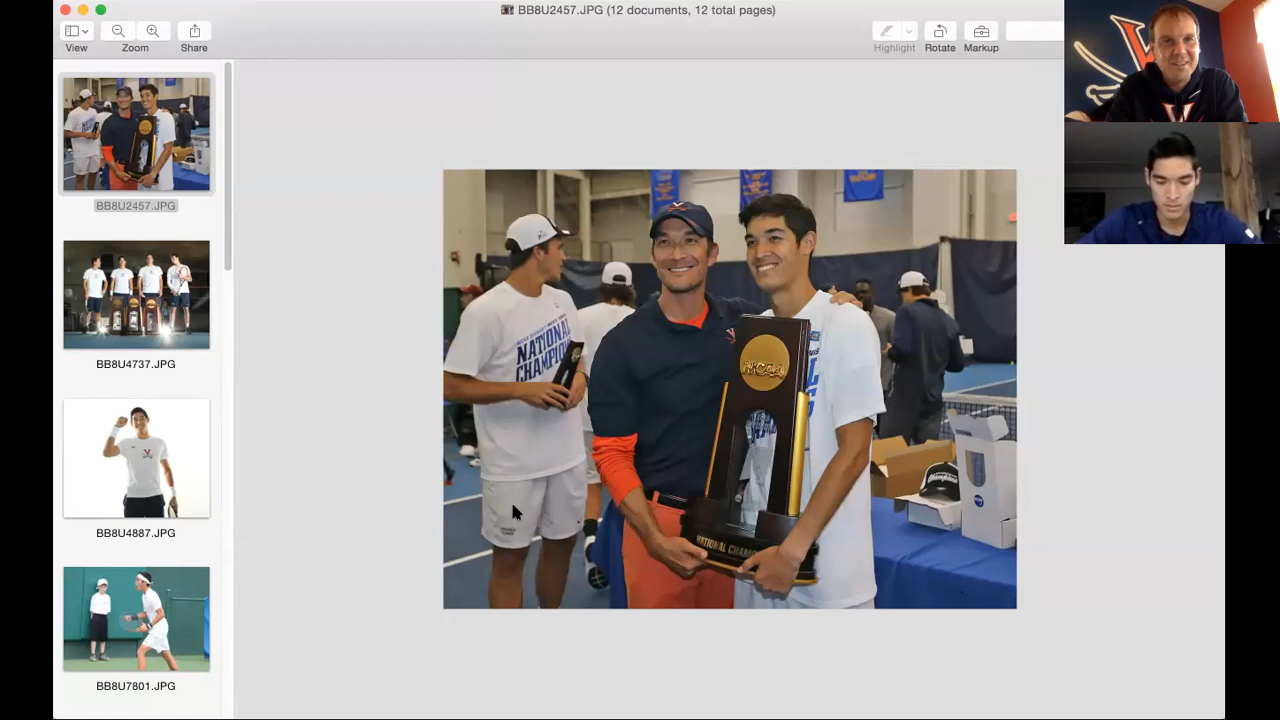 BB8U2457.JPG (12 documents, 12 total pages)
View
Zoom
Share
Highlight
Rotate
Markup
BB8U2457.JPG
BB8U4737.JPG
BB8U4887.JPG
BB8U7801.JPG
NATIONAL
CHAMPIONS
NCAA
NATIONAL CHAMP